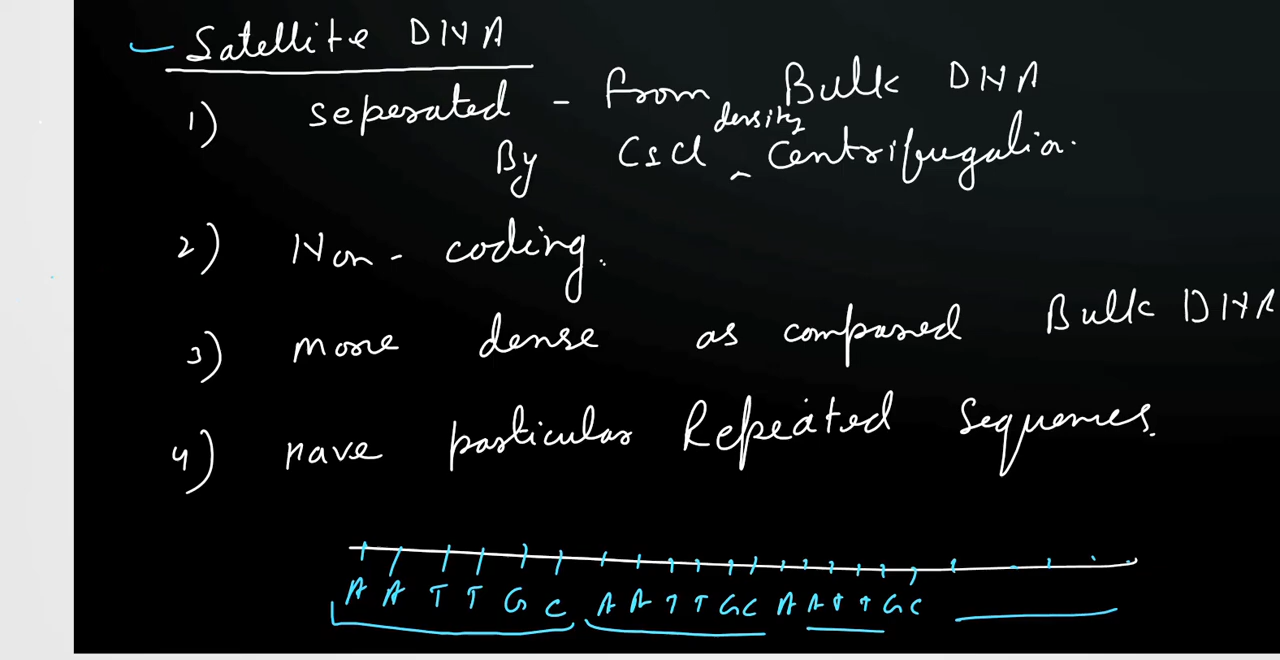 Satellite DNA
1) seperated - from Bulk DNA
By CsCl ^ density Centrifugation.
2) Non - coding.
3) more dense as compared Bulk DNA
4) have particular Repeated Sequences.
A A T T G C A A T T G C A A T T G C